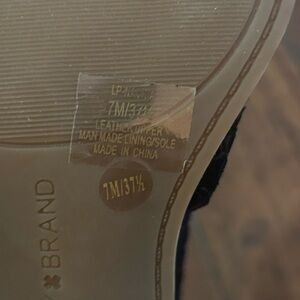 7M/37½
LEATHER UPPER
MAN MADE LINING/SOLE
MADE IN CHINA
7M/37½
BRAND